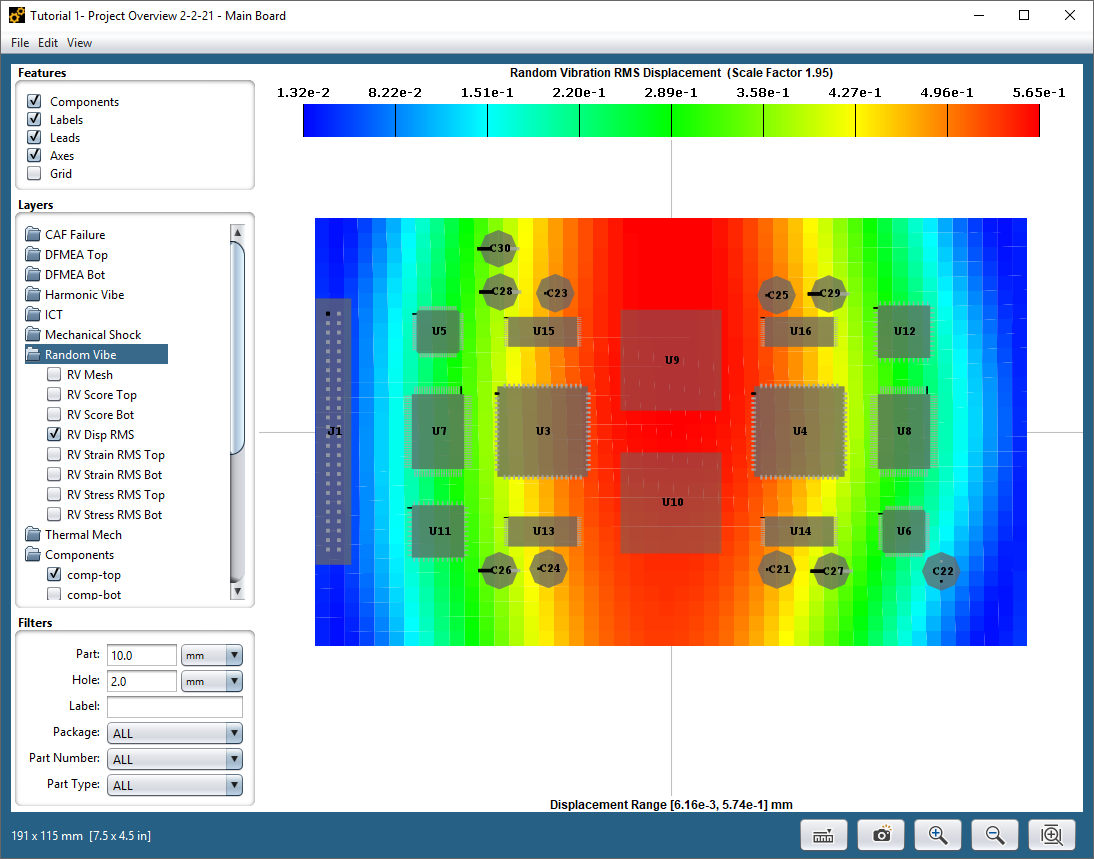 Tutorial 1- Project Overview 2-2-21 - Main Board
File Edit View
Features
Components
Labels
Leads
Axes
Grid
Layers
CAF Failure
DFMEA Top
DFMEA Bot
Harmonic Vibe
ICT
Mechanical Shock
Random Vibe
RV Mesh
RV Score Top
RV Score Bot
RV Disp RMS
RV Strain RMS Top
RV Strain RMS Bot
RV Stress RMS Top
RV Stress RMS Bot
Thermal Mech
Components
comp-top
comp-bot
Filters
Part: 10.0 mm
Hole: 2.0 mm
Label:
Package: ALL
Part Number: ALL
Part Type: ALL
Random Vibration RMS Displacement (Scale Factor 1.95)
1.32e-2 8.22e-2 1.51e-1 2.20e-1 2.89e-1 3.58e-1 4.27e-1 4.96e-1 5.65e-1
C30
C28 C23 C25 C29
U5 U15 U16 U12
U9
J1 U7 U3 U4 U8
U10
U11 U13 U14 U6
C26 C24 C21 C27 C22
Displacement Range [6.16e-3, 5.74e-1] mm
191 x 115 mm [7.5 x 4.5 in]